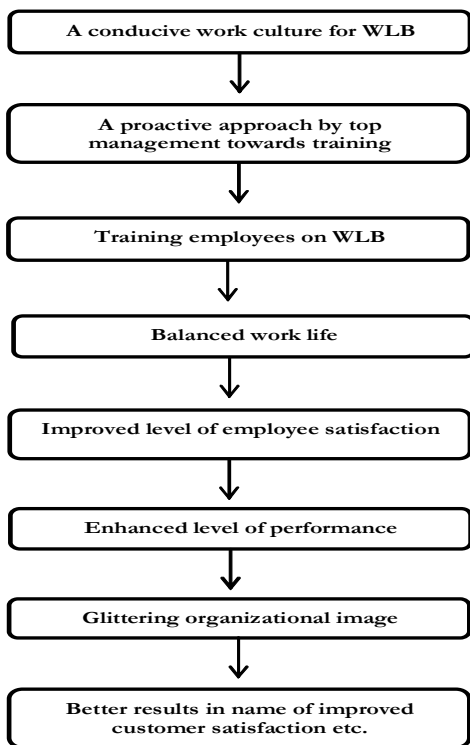 A conducive work culture for WLB
A proactive approach by top
management towards training
Training employees on WLB
Balanced work life
Improved level of employee satisfaction
Enhanced level of performance
Glittering organizational image
Better results in name of improved
customer satisfaction etc.